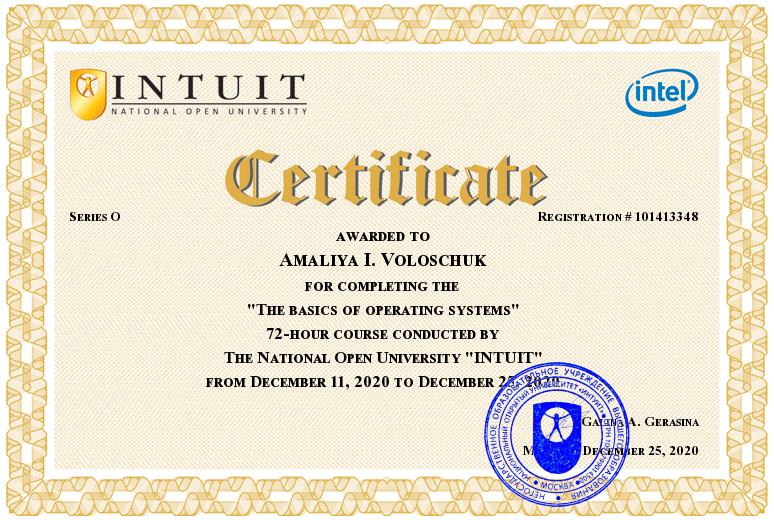 INTUIT
NATIONAL OPEN UNIVERSITY
intel
Certificate
SERIES O
REGISTRATION # 101413348
AWARDED TO
AMALIYA I. VOLOSCHUK
FOR COMPLETING THE
"THE BASICS OF OPERATING SYSTEMS"
72-HOUR COURSE CONDUCTED BY
THE NATIONAL OPEN UNIVERSITY "INTUIT"
FROM DECEMBER 11, 2020 TO DECEMBER 25, 2020
GALINA A. GERASINA
DECEMBER 25, 2020
НЕГОСУДАРСТВЕННОЕ ОБРАЗОВАТЕЛЬНОЕ УЧРЕЖДЕНИЕ ВЫСШЕГО ОБРАЗОВАНИЯ
НАЦИОНАЛЬНЫЙ ОТКРЫТЫЙ УНИВЕРСИТЕТ «ИНТУИТ»
МОСКВА